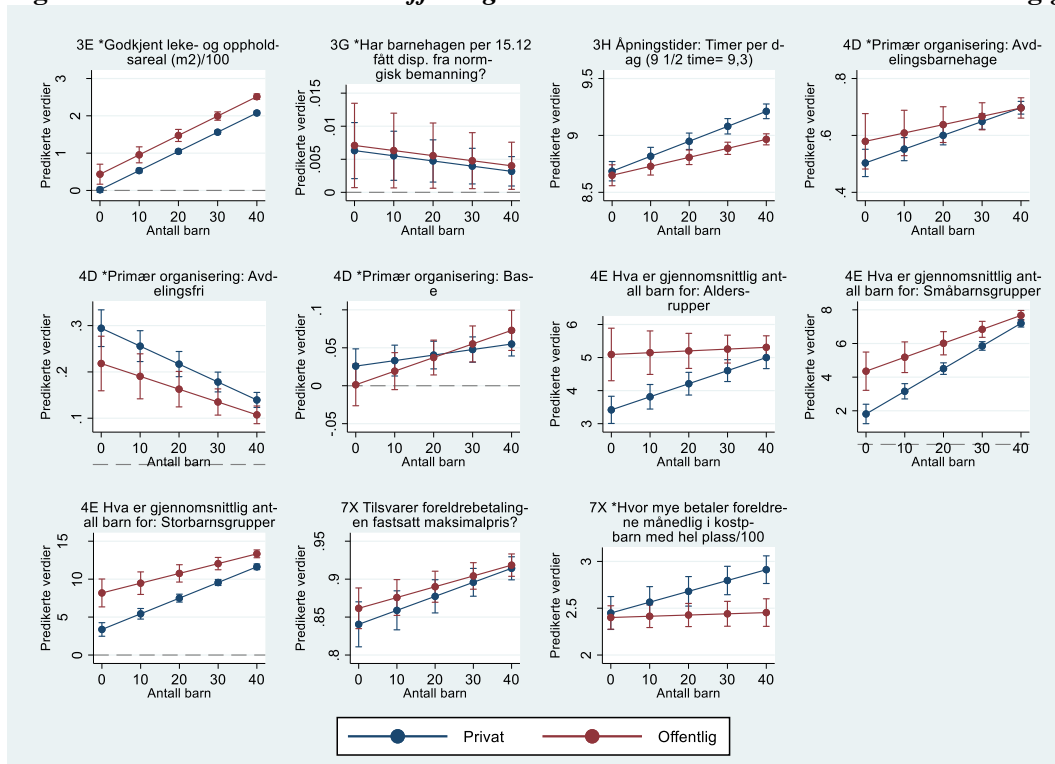 3E *Godkjent leke- og opphold-
sareal (m2)/100
Predikerte verdier
3
2
1
0
0 10 20 30 40
Antall barn
3G *Har barnehagen per 15.12
fått disp. fra norm-
gisk bemanning?
Predikerte verdier
.015
.01
.005
0
0 10 20 30 40
Antall barn
3H Åpningstider: Timer per d-
ag (9 1/2 time= 9,3)
Predikerte verdier
9.5
9
8.5
0 10 20 30 40
Antall barn
4D *Primær organisering: Avd-
elingsbarnehage
Predikerte verdier
.8
.6
.4
0 10 20 30 40
Antall barn
4D *Primær organisering: Avd-
elingsfri
Predikerte verdier
.3
.2
.1
0 10 20 30 40
Antall barn
4D *Primær organisering: Bas-
e
Predikerte verdier
.1
.05
0
-.05
0 10 20 30 40
Antall barn
4E Hva er gjennomsnittlig ant-
all barn for: Alders-
rupper
Predikerte verdier
6
5
4
3
0 10 20 30 40
Antall barn
4E Hva er gjennomsnittlig ant-
all barn for: Småbarnsgrupper
Predikerte verdier
8
6
4
2
0 10 20 30 40
Antall barn
4E Hva er gjennomsnittlig ant-
all barn for: Storbarnsgrupper
Predikerte verdier
15
10
5
0
0 10 20 30 40
Antall barn
7X Tilsvarer foreldrebetaling-
en fastsatt maksimalpris?
Predikerte verdier
.95
.9
.85
.8
0 10 20 30 40
Antall barn
7X *Hvor mye betaler foreldre-
ne månedlig i kostp-
barn med hel plass/100
Predikerte verdier
3
2.5
2
0 10 20 30 40
Antall barn
Privat Offentlig